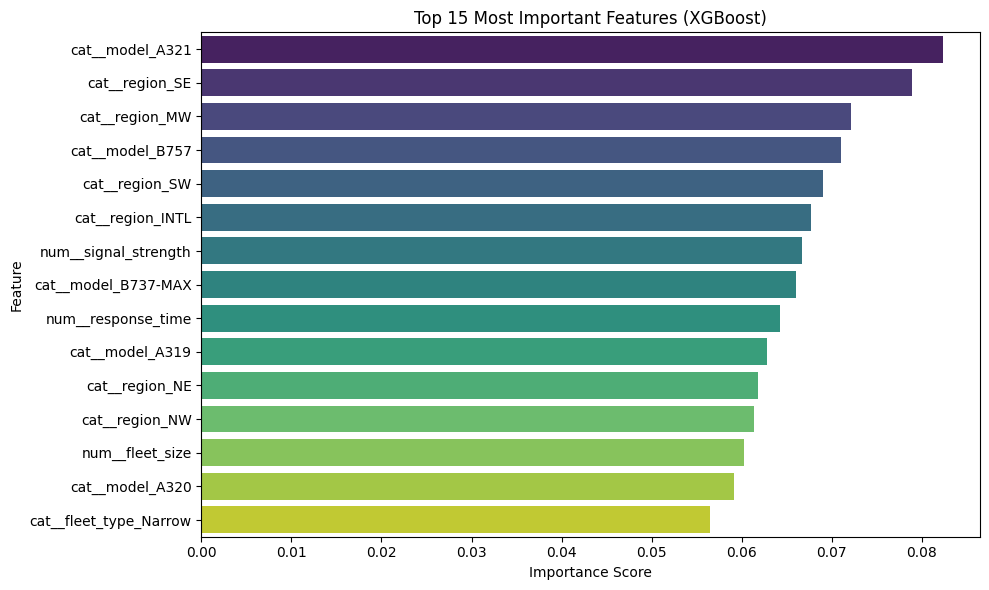 Top 15 Most Important Features (XGBoost)
Feature
cat__model_A321
cat__region_SE
cat__region_MW
cat__model_B757
cat__region_SW
cat__region_INTL
num__signal_strength
cat__model_B737-MAX
num__response_time
cat__model_A319
cat__region_NE
cat__region_NW
num__fleet_size
cat__model_A320
cat__fleet_type_Narrow
0.00 0.01 0.02 0.03 0.04 0.05 0.06 0.07 0.08
Importance Score